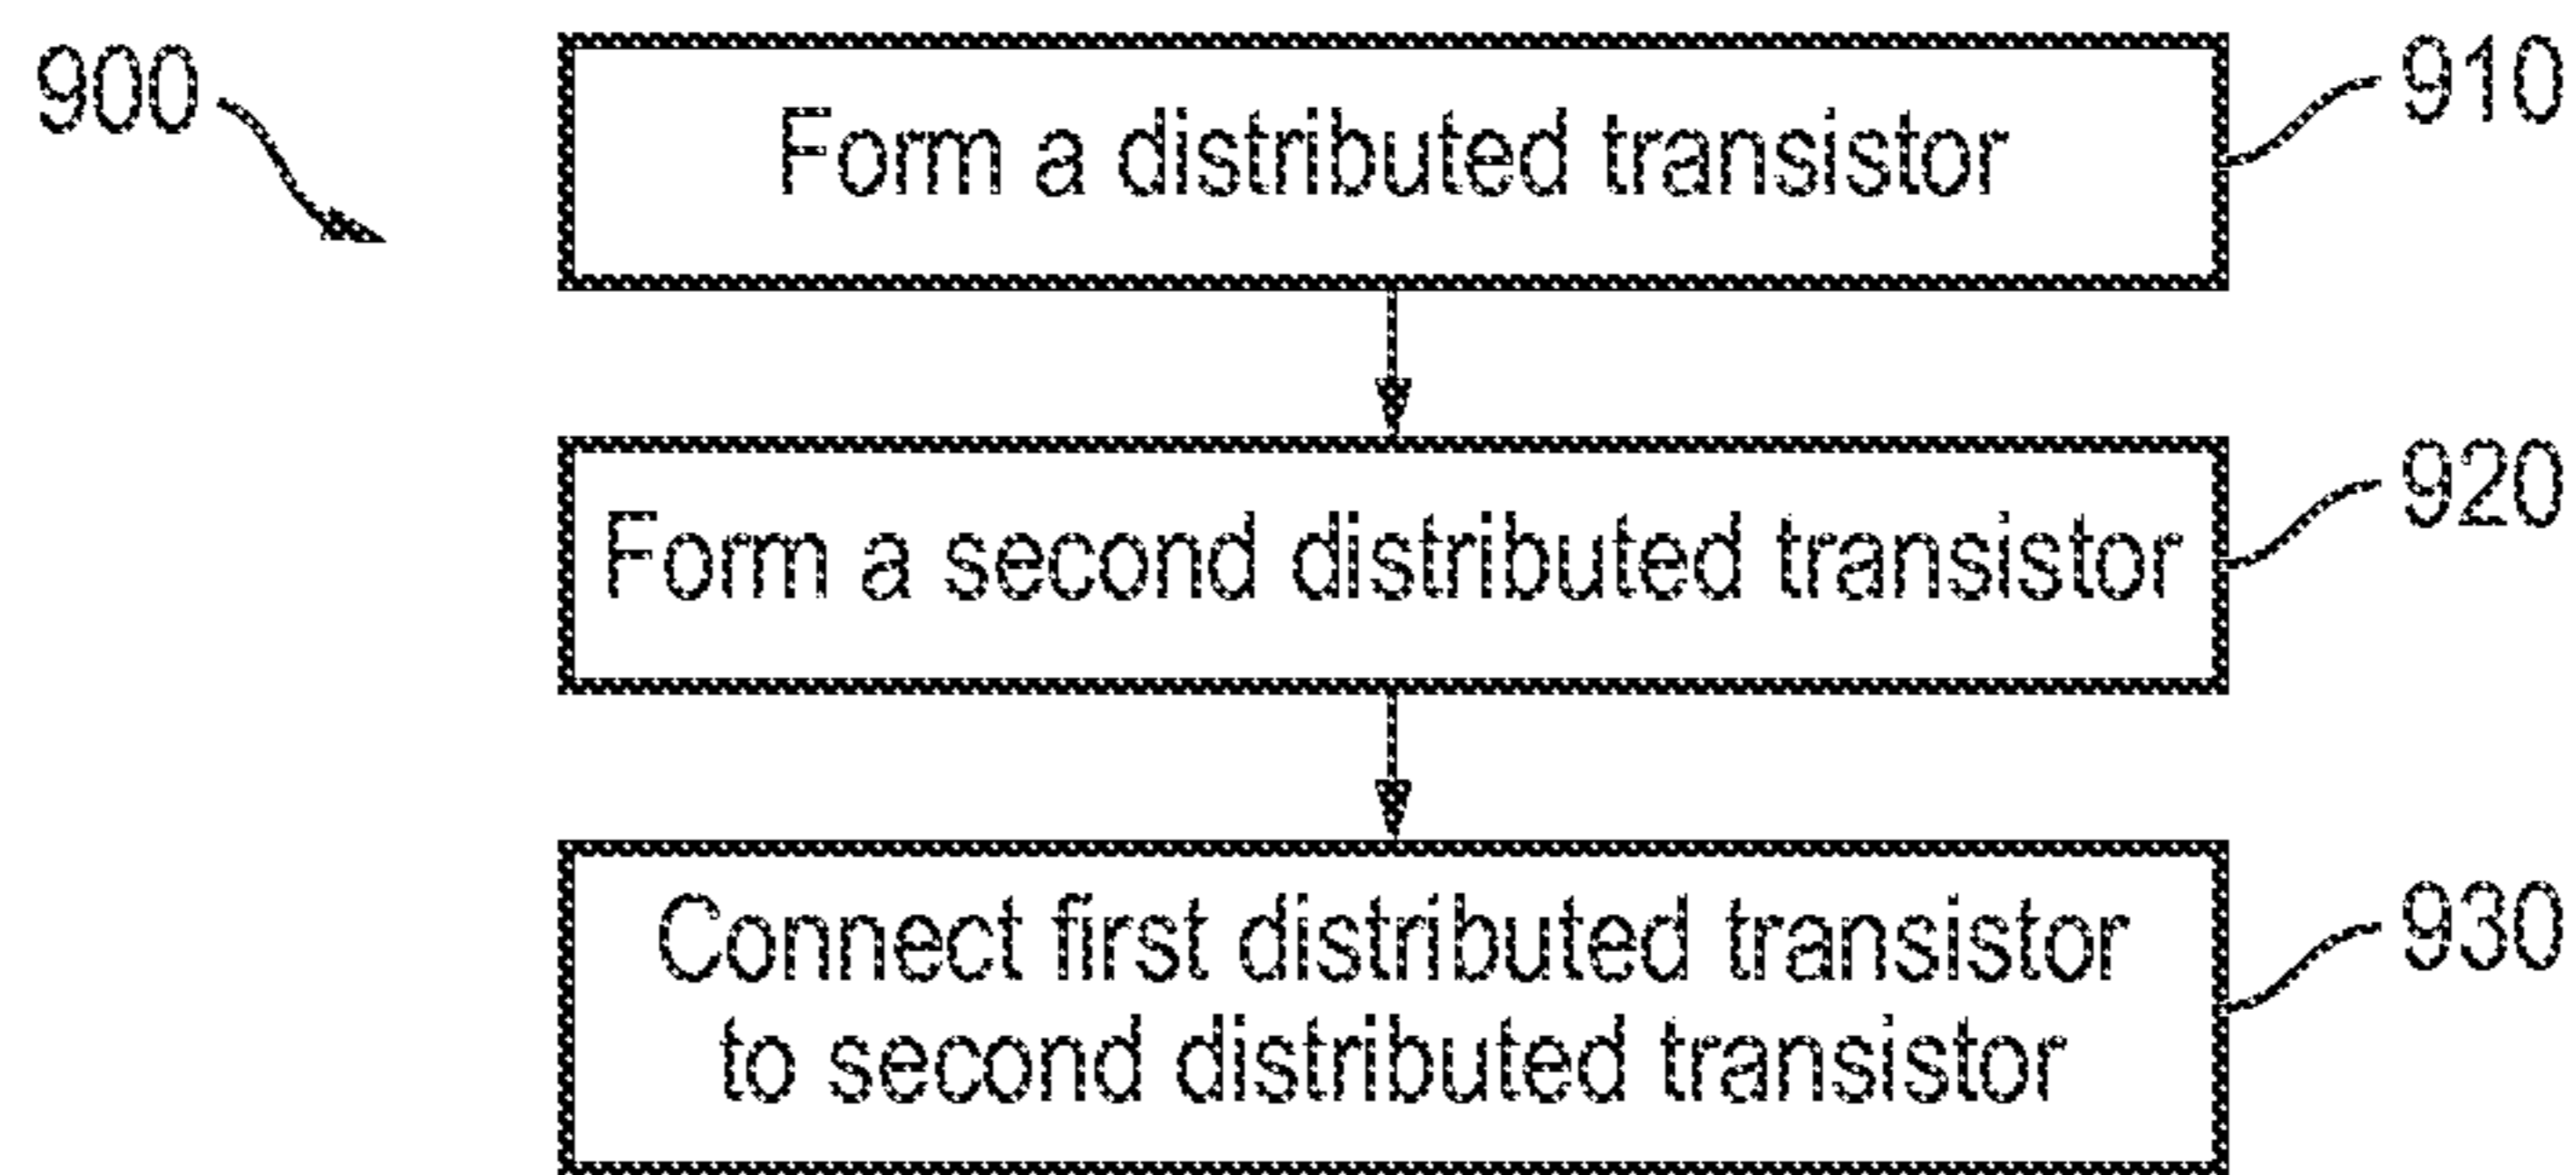 900
Form a distributed transistor
910
Form a second distributed transistor
920
Connect first distributed transistor
to second distributed transistor
930